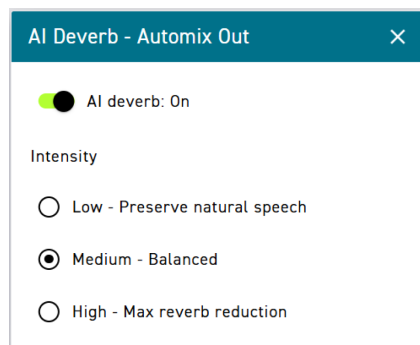 AI Deverb - Automix Out
AI deverb: On
Intensity
Low - Preserve natural speech
Medium - Balanced
High - Max reverb reduction